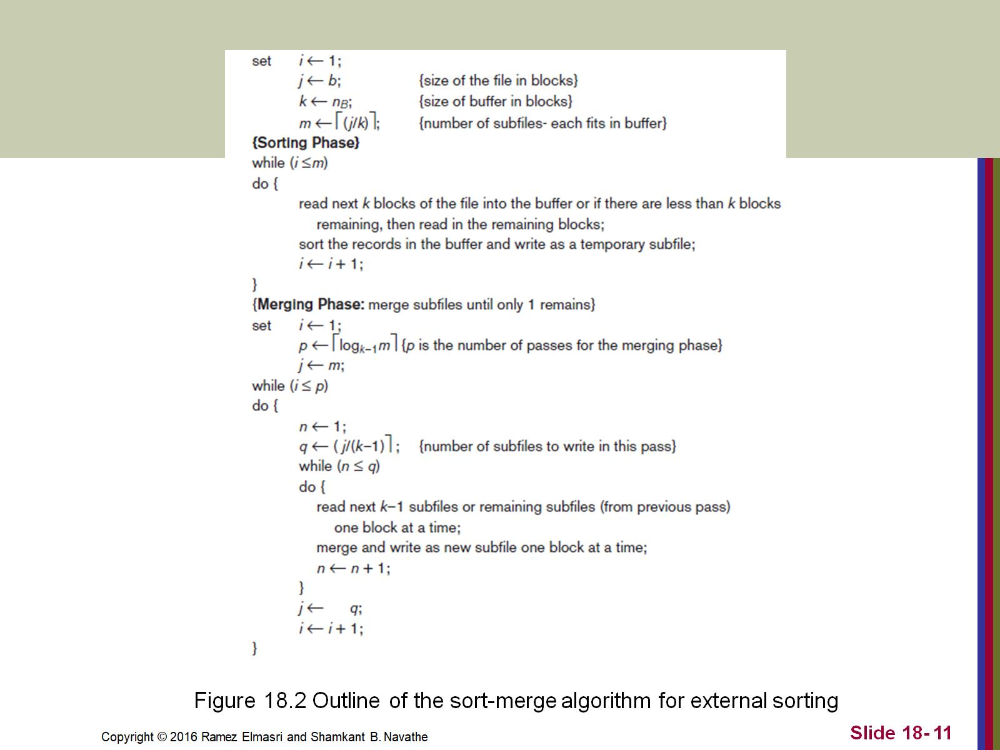 set i ← 1;
j ← b; {size of the file in blocks}
k ← nB; {size of buffer in blocks}
m ← ⌈(j/k)⌉; {number of subfiles- each fits in buffer}
{Sorting Phase}
while (i ≤m)
do {
read next k blocks of the file into the buffer or if there are less than k blocks
remaining, then read in the remaining blocks;
sort the records in the buffer and write as a temporary subfile;
i ← i + 1;
}
{Merging Phase: merge subfiles until only 1 remains}
set i ← 1;
p ← ⌈logk–1m⌉ {p is the number of passes for the merging phase}
j ← m;
while (i ≤ p)
do {
n ← 1;
q ← ( j/(k–1)⌉ ; {number of subfiles to write in this pass}
while (n ≤ q)
do {
read next k–1 subfiles or remaining subfiles (from previous pass)
one block at a time;
merge and write as new subfile one block at a time;
n ← n + 1;
}
j ← q;
i ← i + 1;
}
Figure 18.2 Outline of the sort-merge algorithm for external sorting
Copyright © 2016 Ramez Elmasri and Shamkant B. Navathe
Slide 18- 11